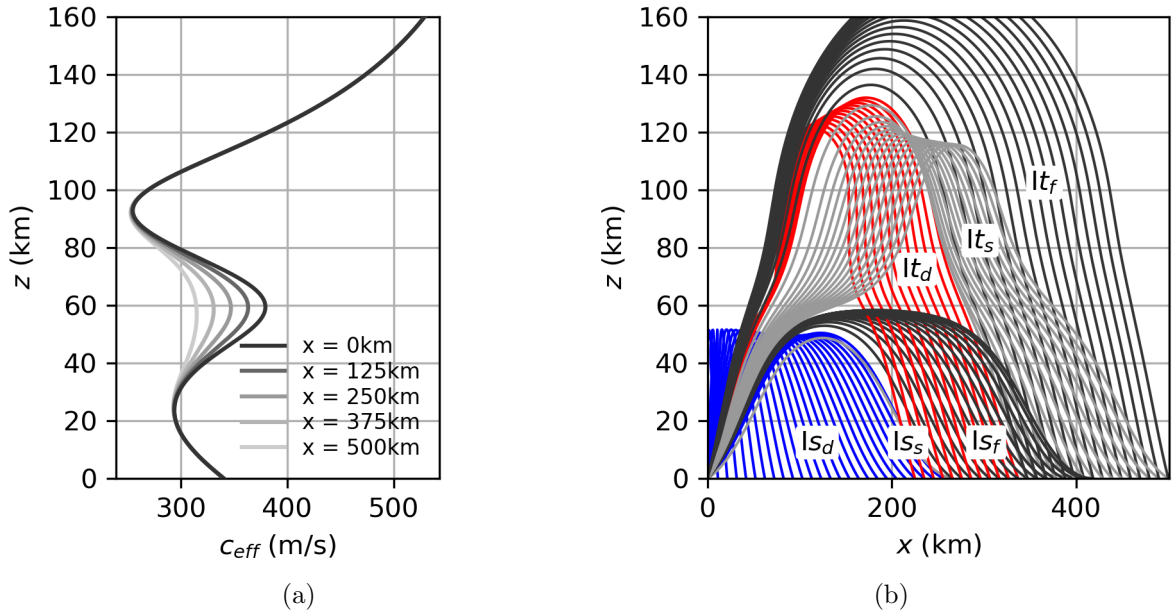 160
140
120
100
80
60
40
20
0
z (km)
300
400
500
c_eff (m/s)
x = 0km
x = 125km
x = 250km
x = 375km
x = 500km
(a)
160
140
120
100
80
60
40
20
0
z (km)
0
200
400
x (km)
It_f
It_s
It_d
Is_d
Is_s
Is_f
(b)